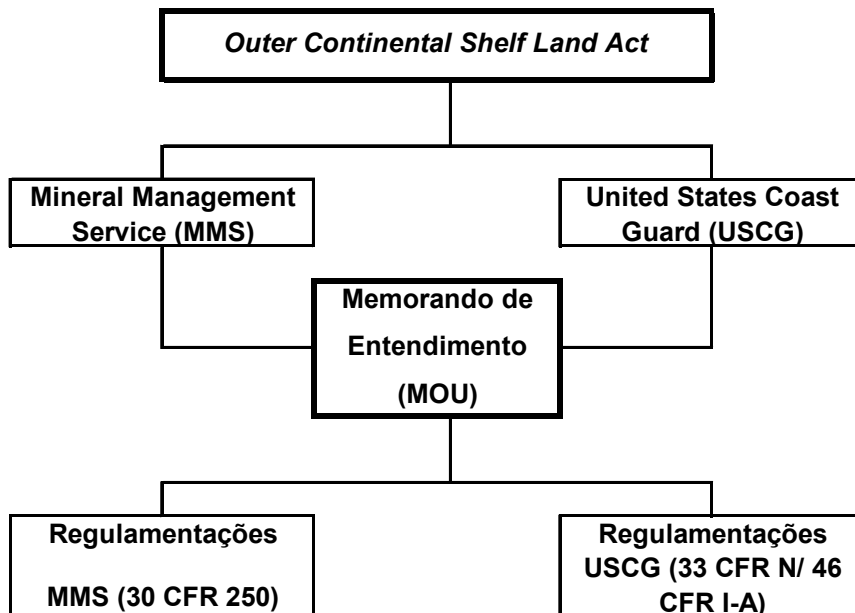 Outer Continental Shelf Land Act
Mineral Management
Service (MMS)
United States Coast
Guard (USCG)
Memorando de
Entendimento
(MOU)
Regulamentações
MMS (30 CFR 250)
Regulamentações
USCG (33 CFR N/ 46
CFR I-A)